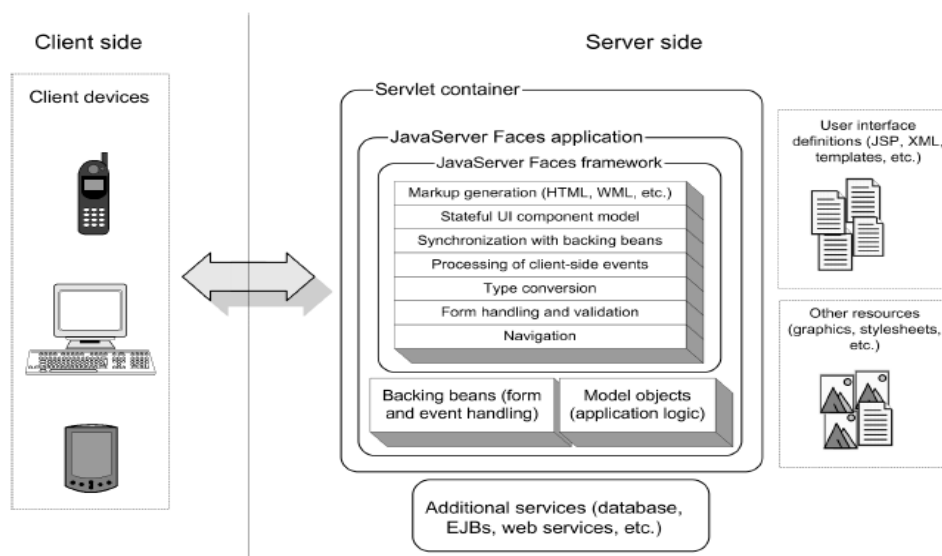 Client side
Server side
Client devices
Servlet container
JavaServer Faces application
JavaServer Faces framework
Markup generation (HTML, WML, etc.)
Stateful UI component model
Synchronization with backing beans
Processing of client-side events
Type conversion
Form handling and validation
Navigation
Backing beans (form
and event handling)
Model objects
(application logic)
Additional services (database,
EJBs, web services, etc.)
User interface
definitions (JSP, XML,
templates, etc.)
Other resources
(graphics, stylesheets,
etc.)